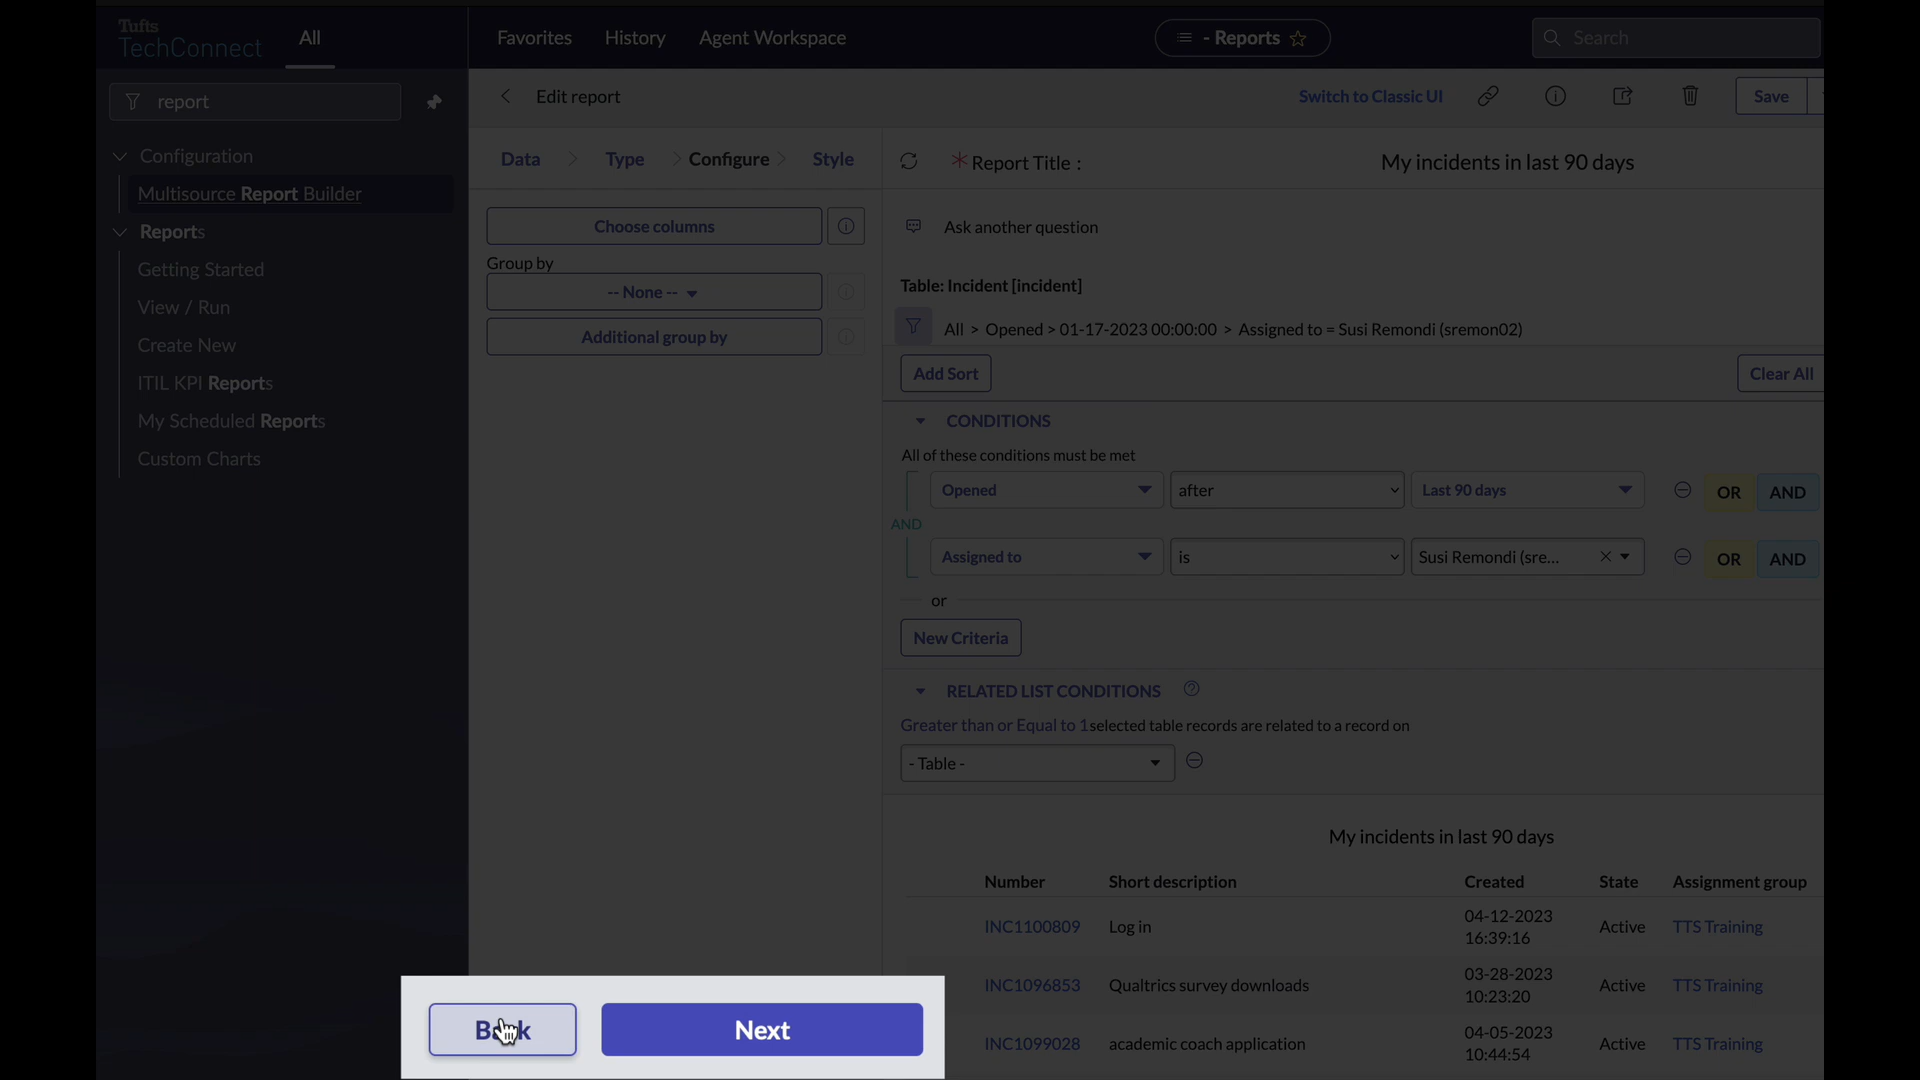 Tufts
TechConnect
All
Favorites
History
Agent Workspace
- Reports
Search
report
Edit report
Switch to Classic UI
Save
Configuration
Multisource Report Builder
Reports
Getting Started
View / Run
Create New
ITIL KPI Reports
My Scheduled Reports
Custom Charts
Data
Type
Configure
Style
Choose columns
Group by
-- None --
Additional group by
* Report Title :
My incidents in last 90 days
Ask another question
Table: Incident [incident]
All > Opened > 01-17-2023 00:00:00 > Assigned to = Susi Remondi (sremon02)
Add Sort
Clear All
CONDITIONS
All of these conditions must be met
Opened
after
Last 90 days
OR
AND
AND
Assigned to
is
Susi Remondi (sre...
OR
AND
or
New Criteria
RELATED LIST CONDITIONS
Greater than or Equal to 1selected table records are related to a record on
- Table -
My incidents in last 90 days
Number Short description Created State Assignment group
INC1100809 Log in 04-12-2023 Active TTS Training
16:39:16
INC1096853 Qualtrics survey downloads 03-28-2023 Active TTS Training
10:23:20
INC1099028 academic coach application 04-05-2023 Active TTS Training
10:44:54
Back
Next